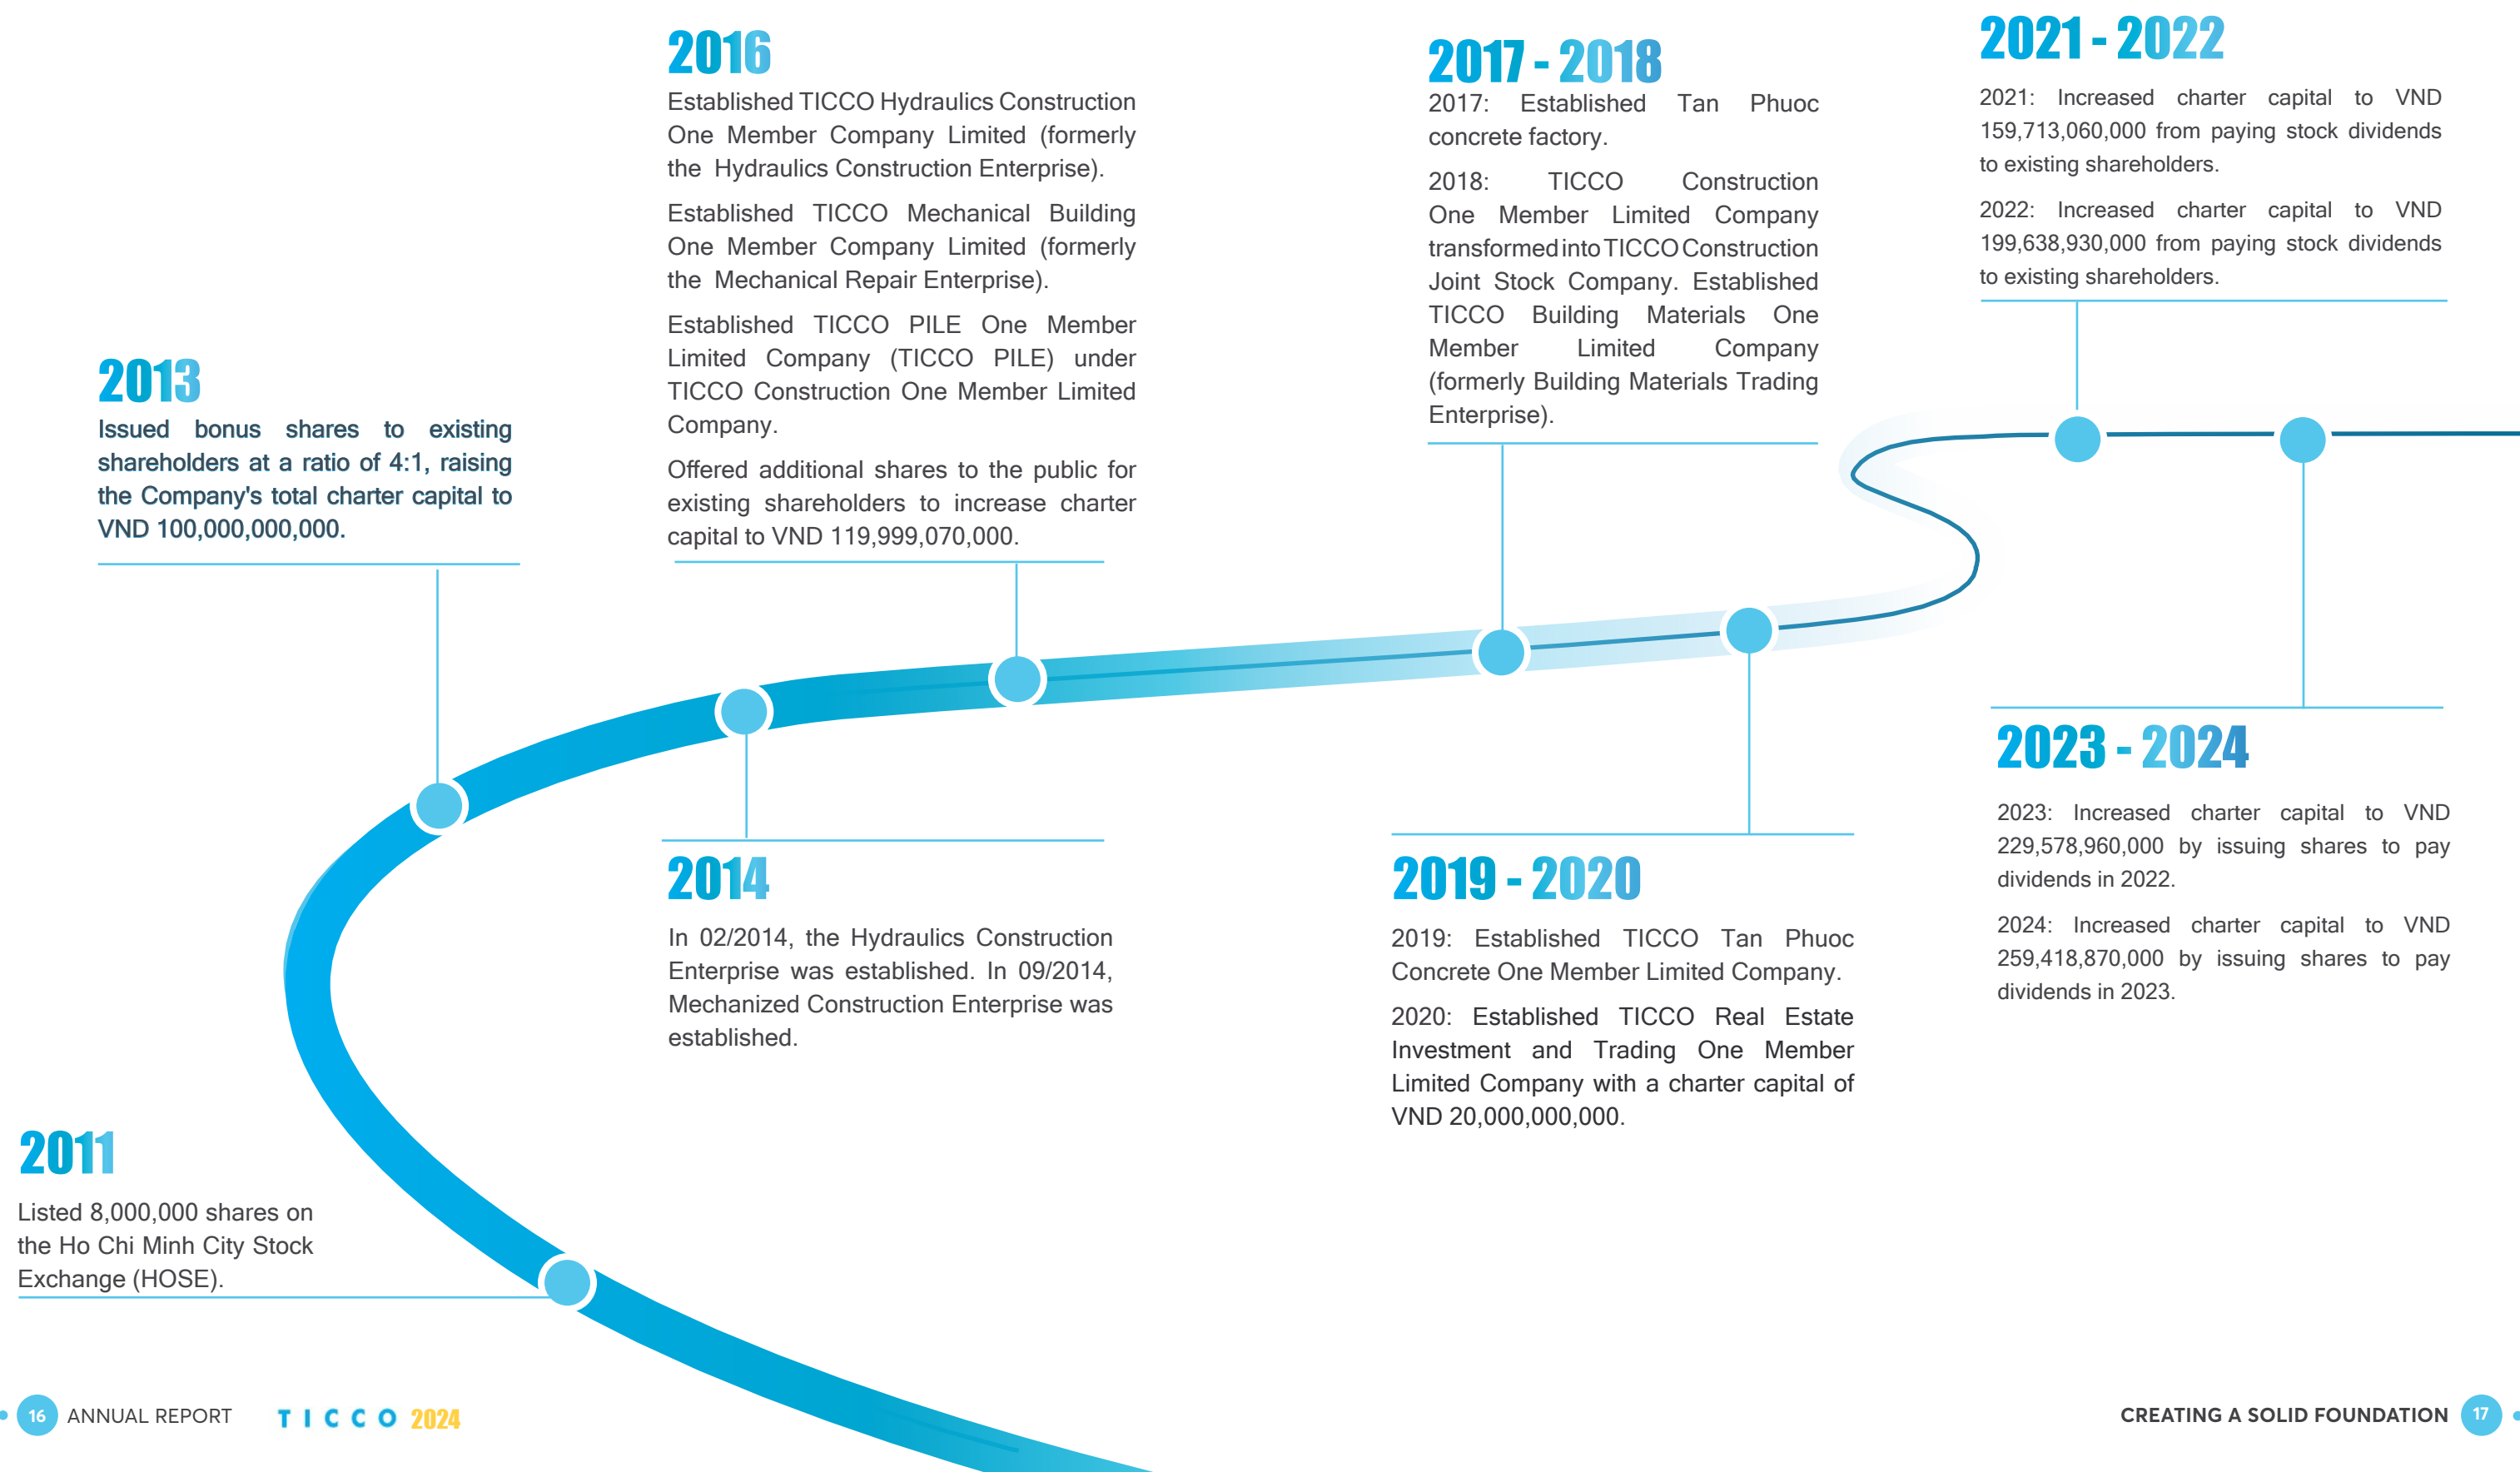 2011
Listed 8,000,000 shares on
the Ho Chi Minh City Stock
Exchange (HOSE).
2013
Issued bonus shares to existing
shareholders at a ratio of 4:1, raising
the Company's total charter capital to
VND 100,000,000,000.
2014
In 02/2014, the Hydraulics Construction
Enterprise was established. In 09/2014,
Mechanized Construction Enterprise was
established.
2016
Established TICCO Hydraulics Construction
One Member Company Limited (formerly
the Hydraulics Construction Enterprise).
Established TICCO Mechanical Building
One Member Company Limited (formerly
the Mechanical Repair Enterprise).
Established TICCO PILE One Member
Limited Company (TICCO PILE) under
TICCO Construction One Member Limited
Company.
Offered additional shares to the public for
existing shareholders to increase charter
capital to VND 119,999,070,000.
2017 - 2018
2017: Established Tan Phuoc
concrete factory.
2018: TICCO Construction
One Member Limited Company
transformed into TICCO Construction
Joint Stock Company. Established
TICCO Building Materials One
Member Limited Company
(formerly Building Materials Trading
Enterprise).
2019 - 2020
2019: Established TICCO Tan Phuoc
Concrete One Member Limited Company.
2020: Established TICCO Real Estate
Investment and Trading One Member
Limited Company with a charter capital of
VND 20,000,000,000.
2021 - 2022
2021: Increased charter capital to VND
159,713,060,000 from paying stock dividends
to existing shareholders.
2022: Increased charter capital to VND
199,638,930,000 from paying stock dividends
to existing shareholders.
2023 - 2024
2023: Increased charter capital to VND
229,578,960,000 by issuing shares to pay
dividends in 2022.
2024: Increased charter capital to VND
259,418,870,000 by issuing shares to pay
dividends in 2023.
16 ANNUAL REPORT TICCO 2024
CREATING A SOLID FOUNDATION 17